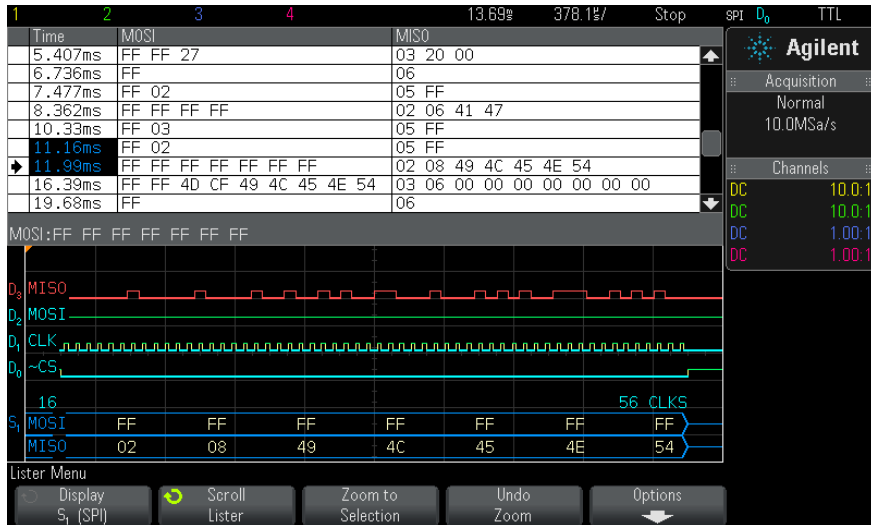 1 2 3 4 13.69s 378.1s/ Stop SPI D0 TTL
Time MOSI MISO
5.407ms FF FF 27 03 20 00
6.736ms FF 06
7.477ms FF 02 05 FF
8.362ms FF FF FF FF 02 06 41 47
10.33ms FF 03 05 FF
11.16ms FF 02 05 FF
11.99ms FF FF FF FF FF FF FF 02 08 49 4C 45 4E 54
16.39ms FF FF 4D CF 49 4C 45 4E 54 03 06 00 00 00 00 00 00 00 00
19.68ms FF 06
MOSI:FF FF FF FF FF FF FF
D3 MISO
D2 MOSI
D1 CLK
D0 ~CS
16 56 CLKS
S1 MOSI FF FF FF FF FF FF FF
MISO 02 08 49 4C 45 4E 54
Lister Menu
Display
S1 (SPI)
Scroll
Lister
Zoom to
Selection
Undo
Zoom
Options
Agilent
Acquisition
Normal
10.0MSa/s
Channels
DC 10.0:1
DC 10.0:1
DC 1.00:1
DC 1.00:1